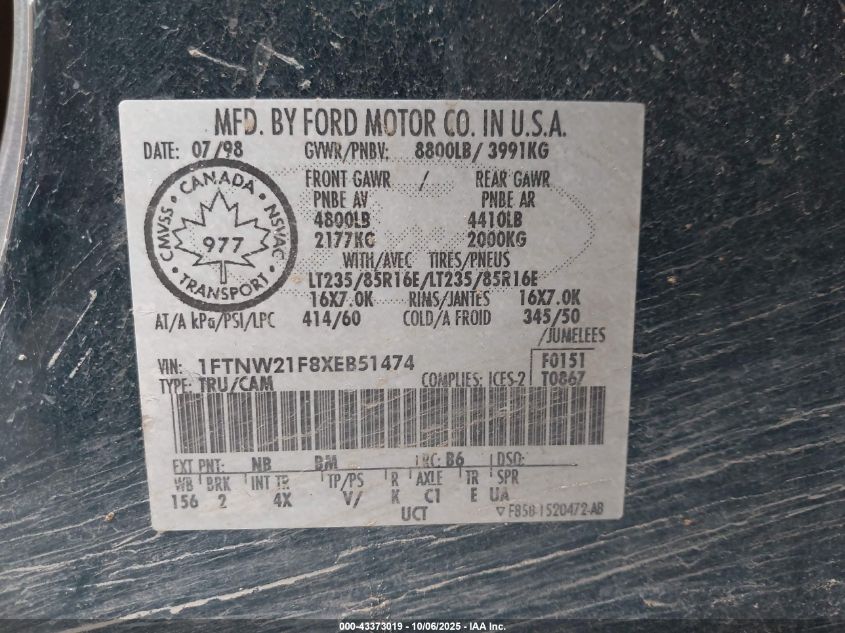 MFD. BY FORD MOTOR CO. IN U.S.A.
DATE: 07/98 GVWR/PNBV: 8800LB/ 3991KG
CANADA
CMVSS NSVAC
977
TRANSPORT
FRONT GAWR / REAR GAWR
PNBE AV PNBE AR
4800LB 4410LB
2177KG 2000KG
WITH/AVEC TIRES/PNEUS
LT235/85R16E/LT235/85R16E
16X7.0K RIMS/JANTES 16X7.0K
AT/A kPa/PSI/LPC 414/60 COLD/A FROID 345/50
/JUMELEES
VIN: 1FTNW21F8XEB51474 F0151
TYPE: TRU/CAM COMPLIES: ICES-2 T0867
EXT PNT: NB BM RC: B6 DSO:
WB BRK INT TR TP/PS R AXLE TR SPR
156 2 4X V/ K C1 E UA
UCT F85B-1520472-AB
000-43373019 - 10/06/2025 - IAA Inc.